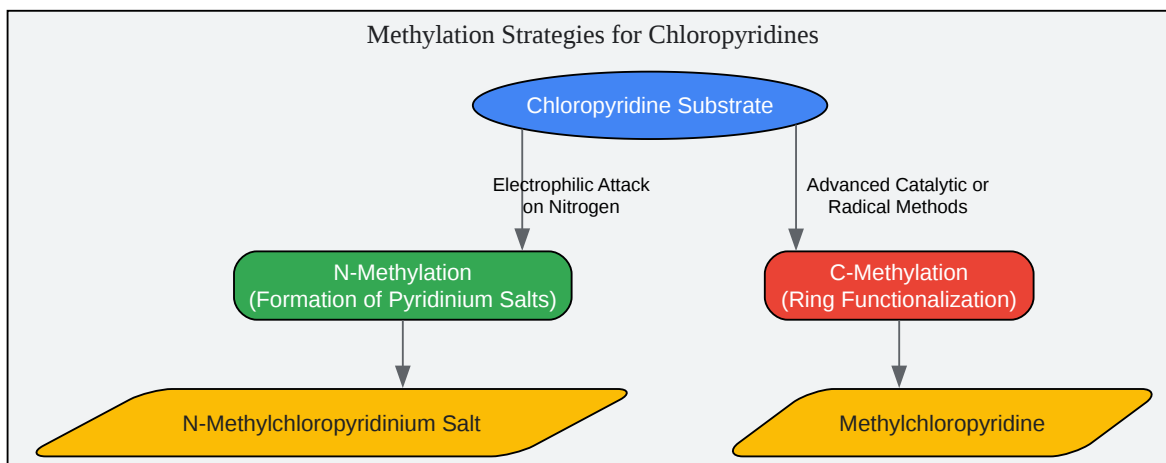 Methylation Strategies for Chloropyridines
Chloropyridine Substrate
Electrophilic Attack
on Nitrogen
Advanced Catalytic or
Radical Methods
N-Methylation
(Formation of Pyridinium Salts)
C-Methylation
(Ring Functionalization)
N-Methylchloropyridinium Salt
Methylchloropyridine